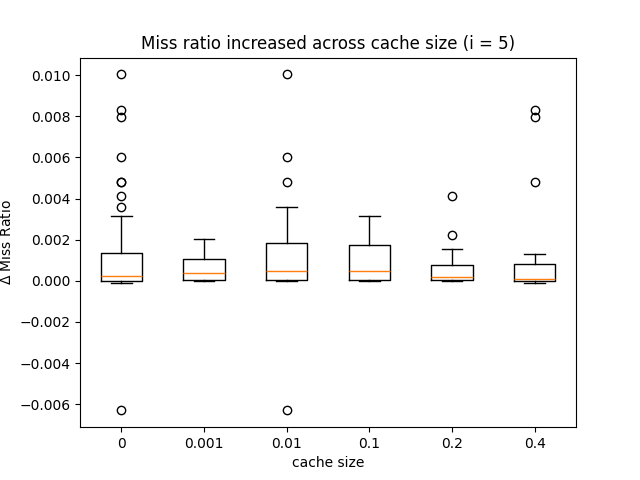 Miss ratio increased across cache size (i = 5)
Δ Miss Ratio
0.010
0.008
0.006
0.004
0.002
0.000
−0.002
−0.004
−0.006
0 0.001 0.01 0.1 0.2 0.4
cache size